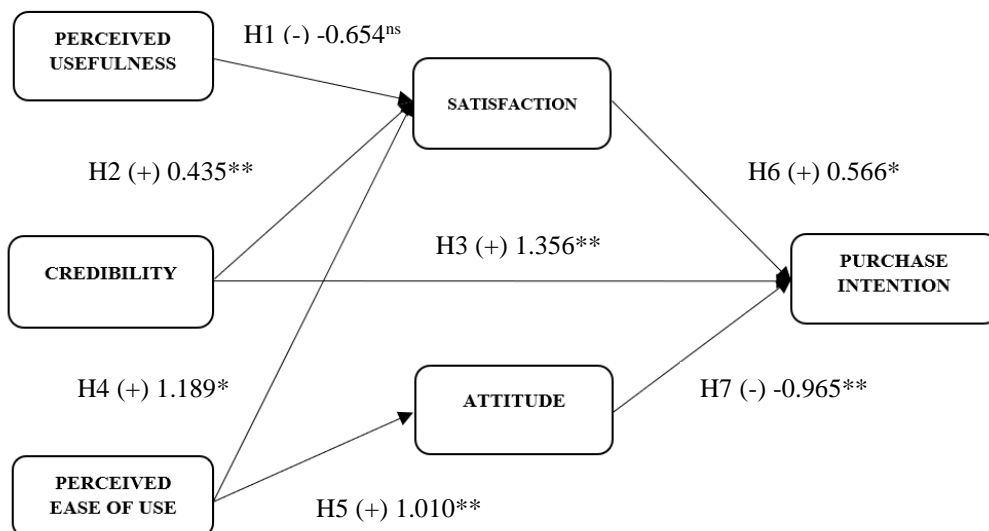 PERCEIVED
USEFULNESS
H1 (-) -0.654ns
SATISFACTION
H2 (+) 0.435**
H6 (+) 0.566*
CREDIBILITY
H3 (+) 1.356**
PURCHASE
INTENTION
H4 (+) 1.189*
ATTITUDE
H7 (-) -0.965**
PERCEIVED
EASE OF USE
H5 (+) 1.010**